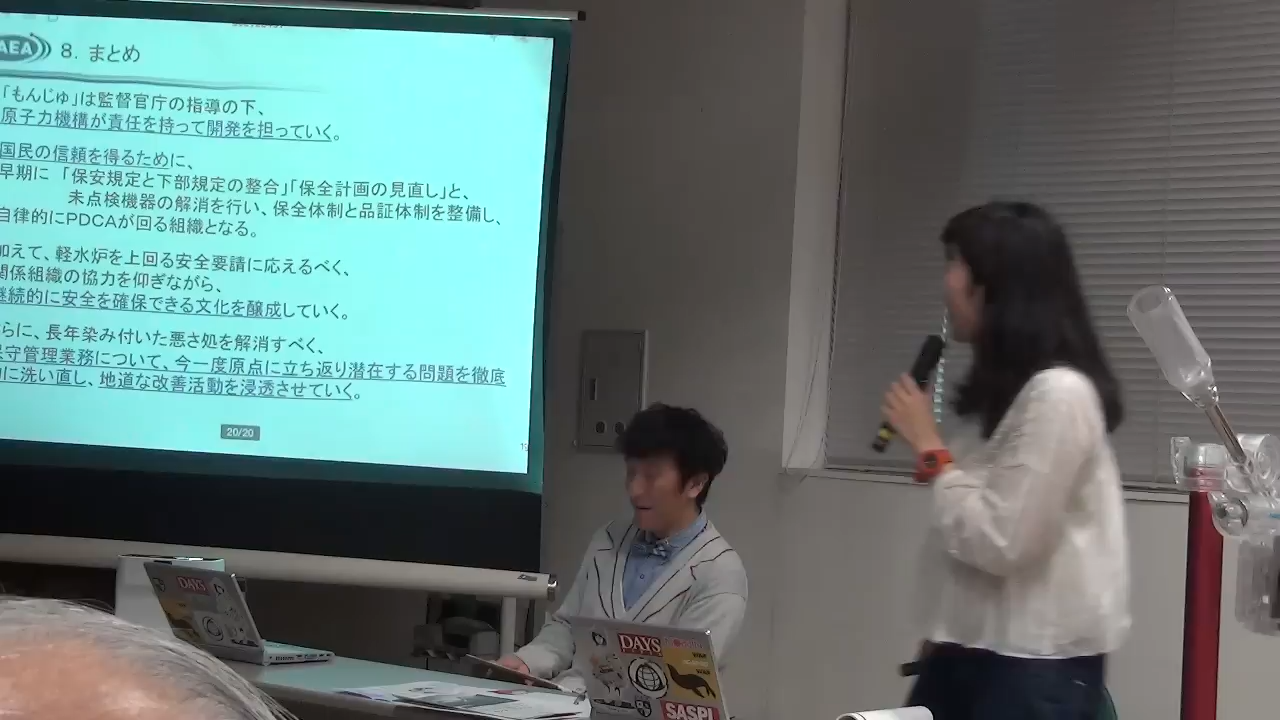 AEA 8. まとめ
「もんじゅ」は監督官庁の指導の下、
原子力機構が責任を持って開発を担っていく。
国民の信頼を得るために、
早期に 「保安規定と下部規定の整合」「保全計画の見直し」と、
未点検機器の解消を行い、保全体制と品証体制を整備し、
自律的にPDCAが回る組織となる。
加えて、軽水炉を上回る安全要請に応えるべく、
関係組織の協力を仰ぎながら、
継続的に安全を確保できる文化を醸成していく。
らに、長年染み付いた悪さ処を解消すべく、
保守管理業務について、今一度原点に立ち返り潜在する問題を徹底
に洗い直し、地道な改善活動を浸透させていく。
20/20
DAYS
DAYS
SASPL